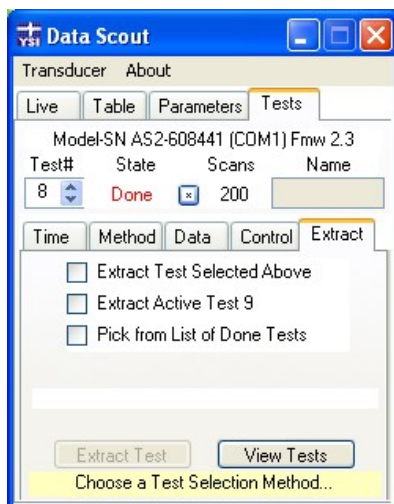 YSI Data Scout
Transducer About
Live Table Parameters Tests
Model-SN AS2-608441 (COM1) Fmw 2.3
Test# State Scans Name
8 Done x 200
Time Method Data Control Extract
Extract Test Selected Above
Extract Active Test 9
Pick from List of Done Tests
Extract Test View Tests
Choose a Test Selection Method...